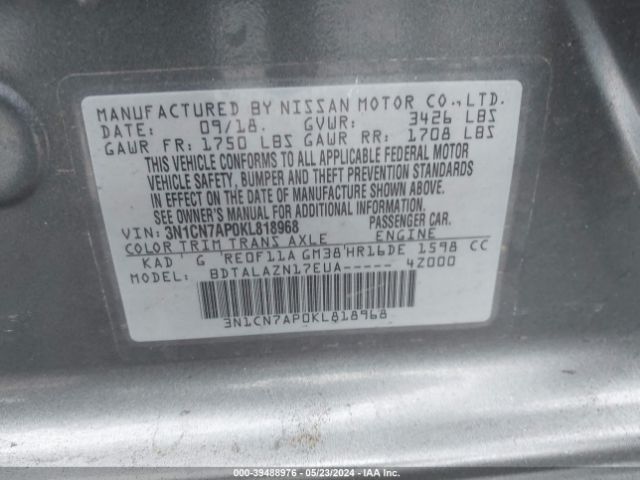 MANUFACTURED BY NISSAN MOTOR CO.,LTD.
DATE: 09/18. GVWR: 3426 LBS
GAWR FR: 1750 LBS GAWR RR: 1708 LBS
THIS VEHICLE CONFORMS TO ALL APPLICABLE FEDERAL MOTOR
VEHICLE SAFETY, BUMPER AND THEFT PREVENTION STANDARDS
IN EFFECT ON THE DATE OF MANUFACTURE SHOWN ABOVE.
SEE OWNER'S MANUAL FOR ADDITIONAL INFORMATION.
VIN: 3N1CN7AP0KL818968 PASSENGER CAR.
COLOR TRIM TRANS AXLE ENGINE
KAD G RE0F11A GM38 HR16DE 1598 CC
MODEL: BDTALAZN17EUA----- 42000
3N1CN7AP0KL818968
000-39488976 - 05/23/2024 - IAA Inc.